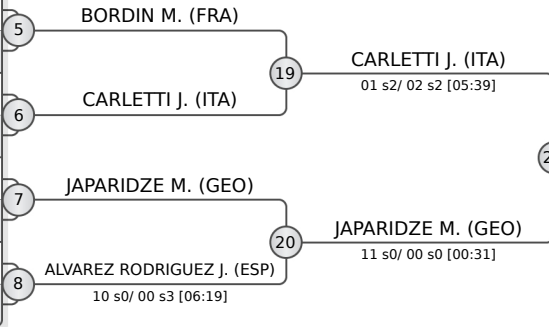 BORDIN M. (FRA)
5
19
CARLETTI J. (ITA)
01 s2/ 02 s2 [05:39]
CARLETTI J. (ITA)
6
JAPARIDZE M. (GEO)
7
20
JAPARIDZE M. (GEO)
11 s0/ 00 s0 [00:31]
ALVAREZ RODRIGUEZ J. (ESP)
8
10 s0/ 00 s3 [06:19]